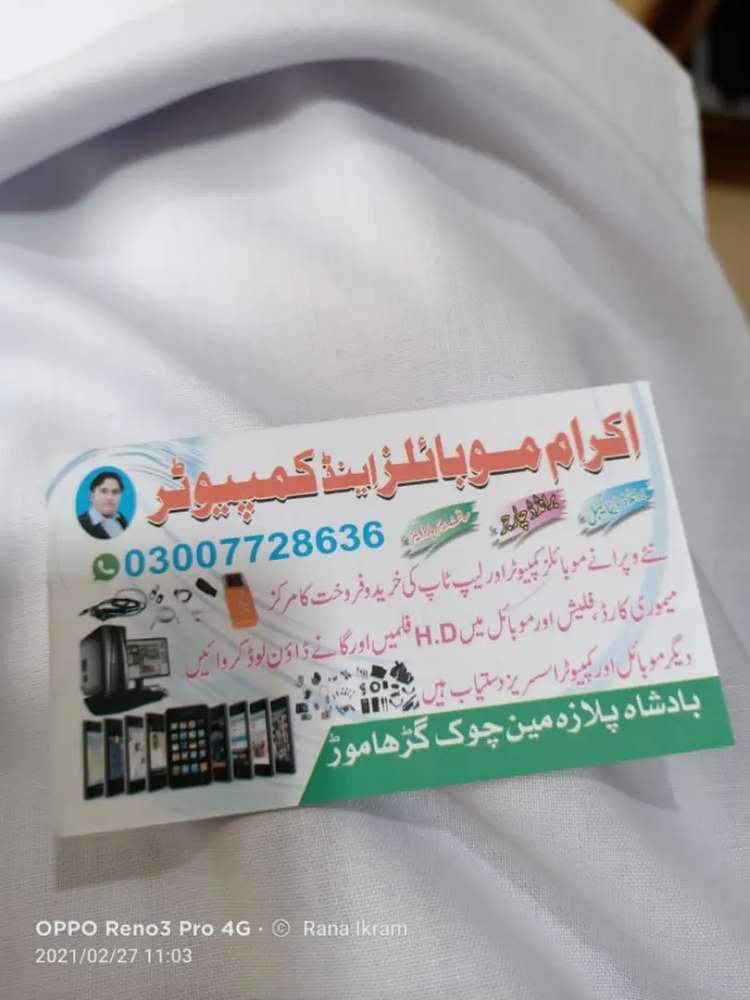 اکرام موبائلز اینڈ کمپیوٹر
03007728636
نئے و پرانے موبائلز کمپیوٹر اور لیپ ٹاپ کی خرید و فروخت کا مرکز
میموری کارڈ، فلیش اور موبائل میں H.D فلمیں اور گانے ڈاؤن لوڈ کروائیں
دیگر موبائل اور کمپیوٹر اسسریز دستیاب ہیں
بادشاہ پلازہ مین چوک گڑھا موڑ
OPPO Reno3 Pro 4G · © Rana Ikram
2021/02/27 11:03